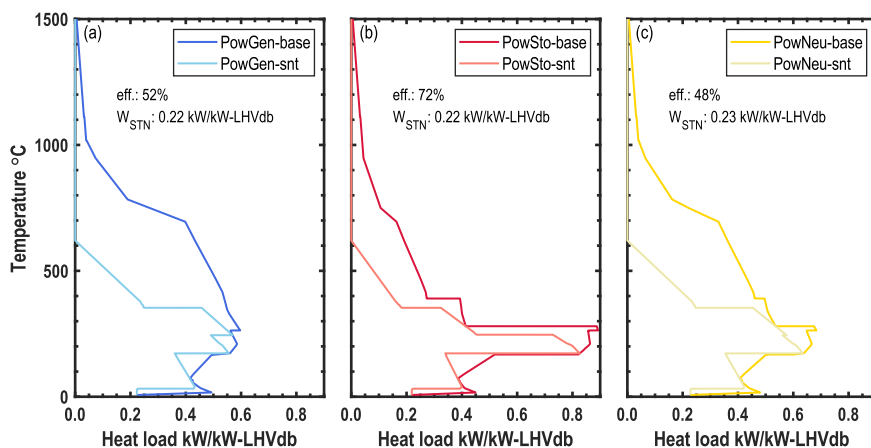 (a)
PowGen-base
PowGen-snt
eff.: 52%
W_STN: 0.22 kW/kW-LHVdb
(b)
PowSto-base
PowSto-snt
eff.: 72%
W_STN: 0.22 kW/kW-LHVdb
(c)
PowNeu-base
PowNeu-snt
eff.: 48%
W_STN: 0.23 kW/kW-LHVdb
Temperature °C
1500
1000
500
0
0.0 0.2 0.4 0.6 0.8
0.0 0.2 0.4 0.6 0.8
0.0 0.2 0.4 0.6 0.8
Heat load kW/kW-LHVdb
Heat load kW/kW-LHVdb
Heat load kW/kW-LHVdb